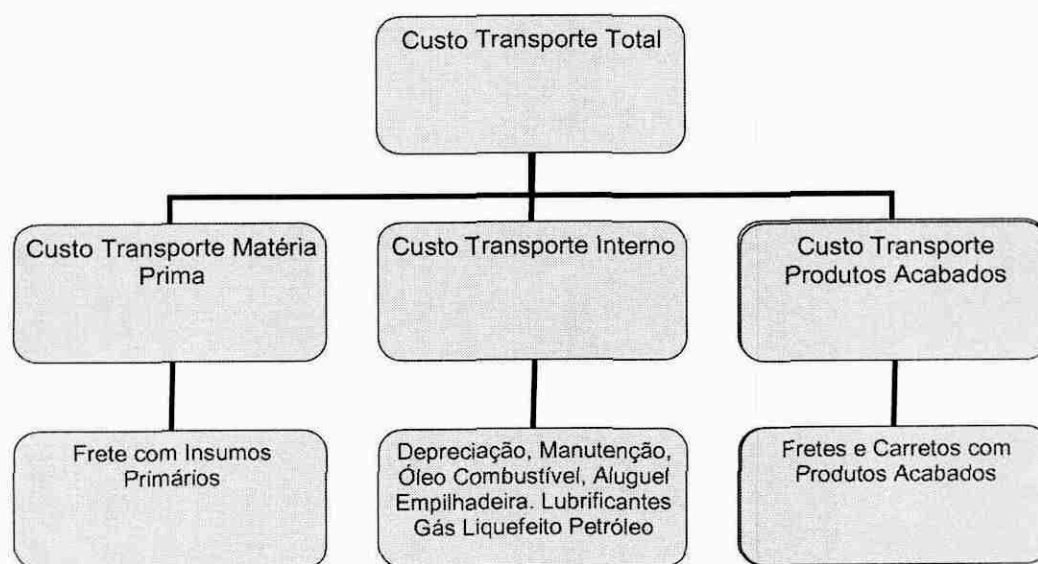 Custo Transporte Total
Custo Transporte Matéria
Prima
Custo Transporte Interno
Custo Transporte
Produtos Acabados
Frete com Insumos
Primários
Depreciação, Manutenção,
Óleo Combustível, Aluguel
Empilhadeira. Lubrificantes
Gás Liquefeito Petróleo
Fretes e Carretos com
Produtos Acabados